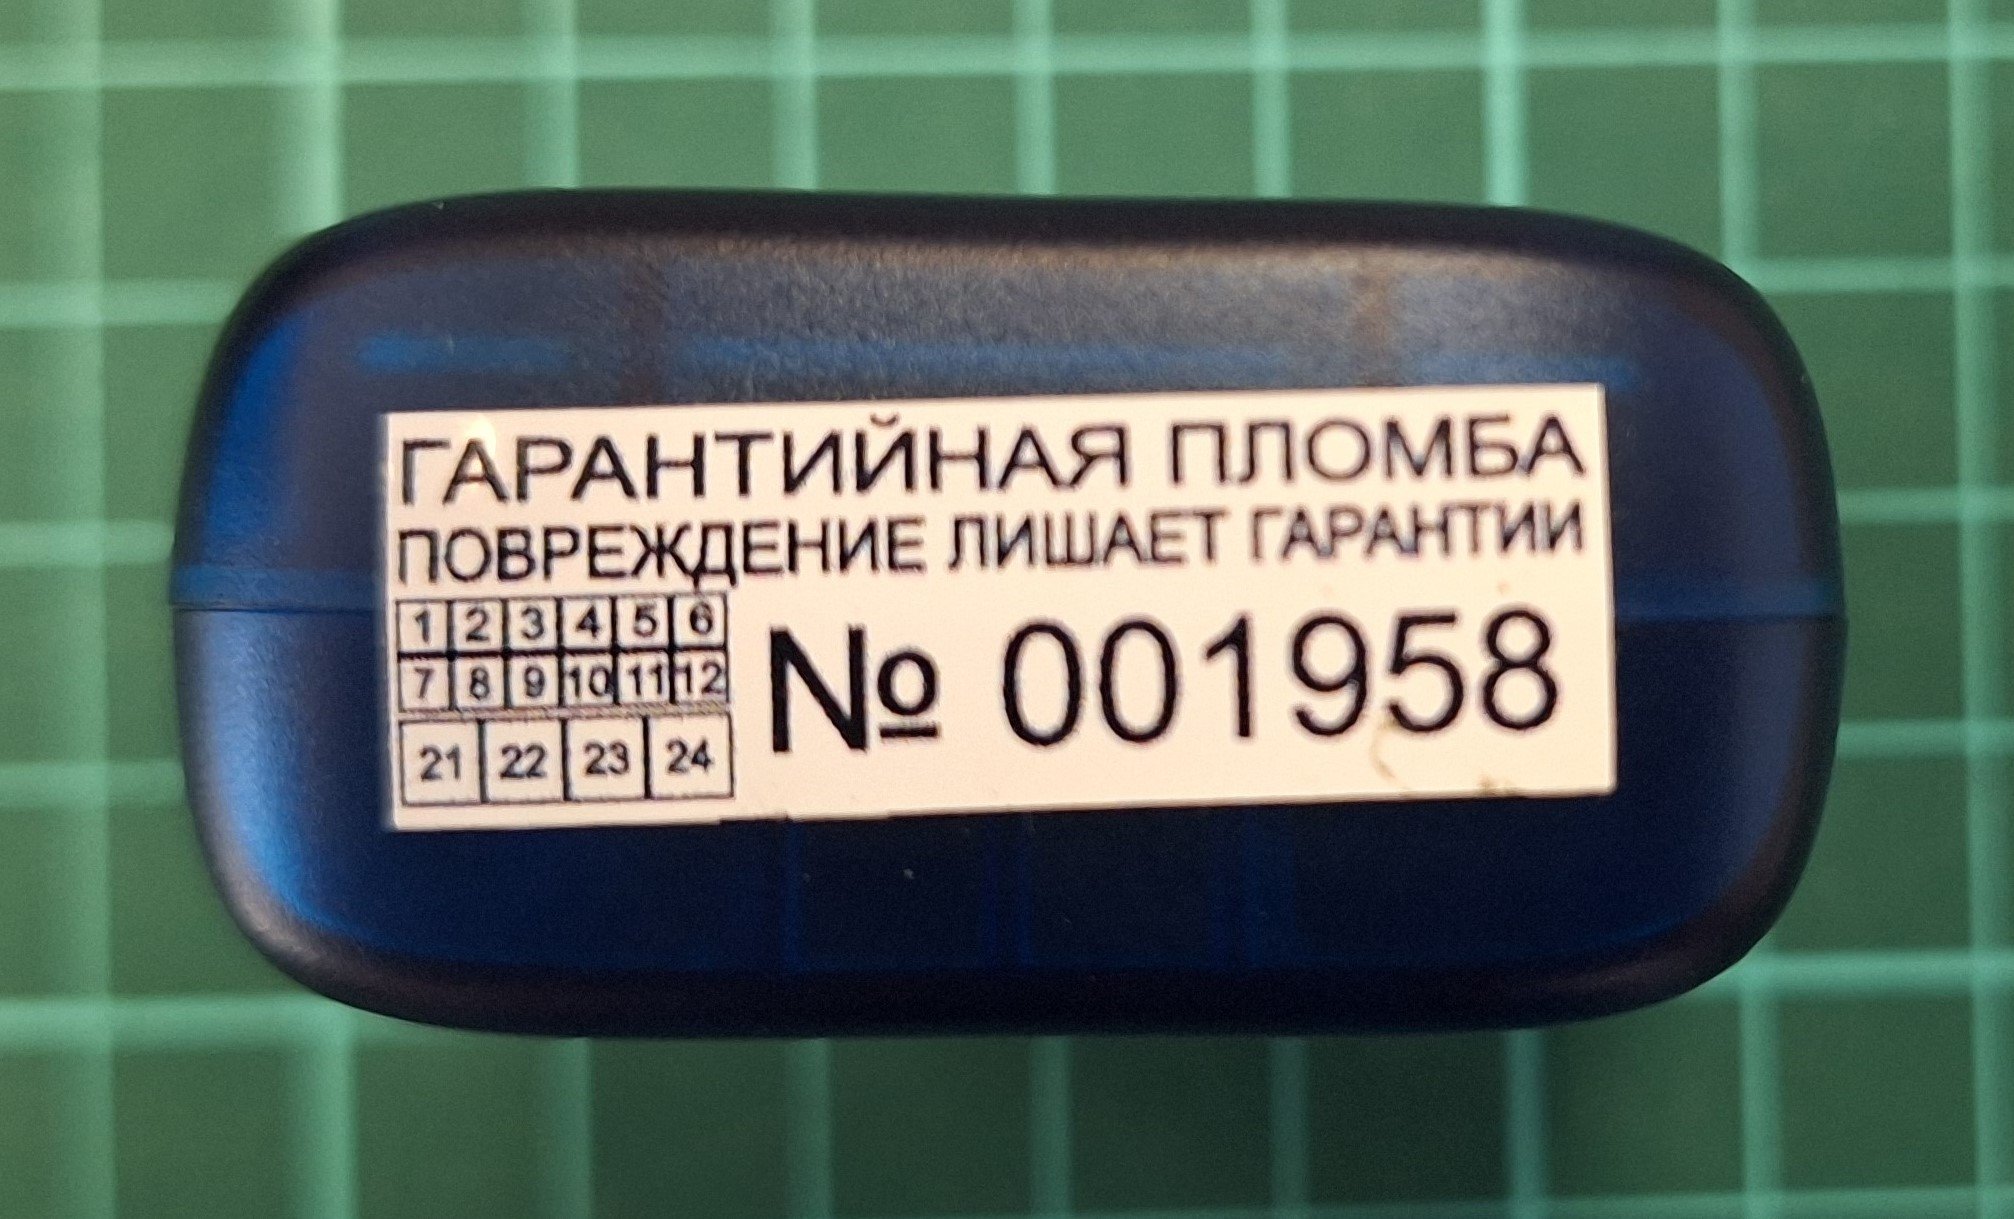 ГАРАНТИЙНАЯ ПЛОМБА
ПОВРЕЖДЕНИЕ ЛИШАЕТ ГАРАНТИИ
1 2 3 4 5 6
7 8 9 10 11 12
21 22 23 24
№ 001958